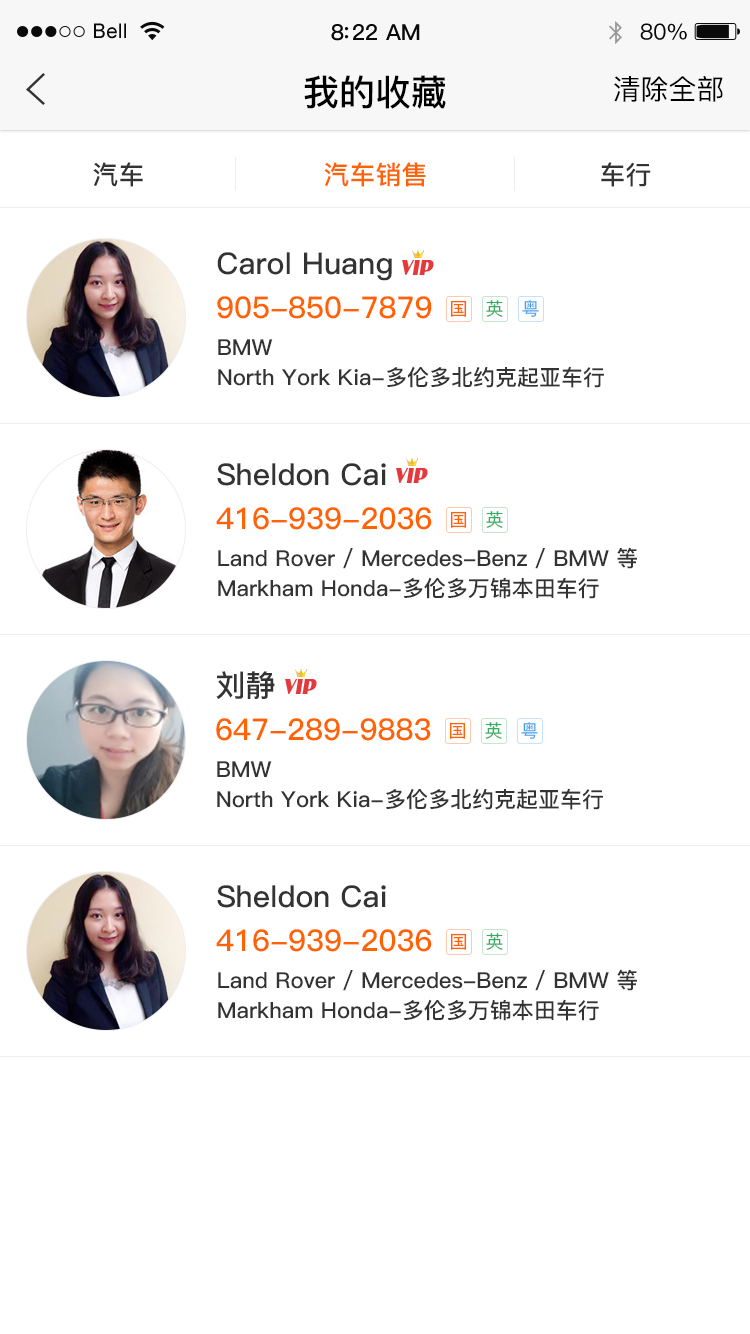 Bell 8:22 AM 80%
我的收藏 清除全部
汽车 汽车销售 车行
Carol Huang VIP
905-850-7879 国 英 粤
BMW
North York Kia-多伦多北约克起亚车行
Sheldon Cai VIP
416-939-2036 国 英
Land Rover / Mercedes-Benz / BMW 等
Markham Honda-多伦多万锦本田车行
刘静 VIP
647-289-9883 国 英 粤
BMW
North York Kia-多伦多北约克起亚车行
Sheldon Cai
416-939-2036 国 英
Land Rover / Mercedes-Benz / BMW 等
Markham Honda-多伦多万锦本田车行